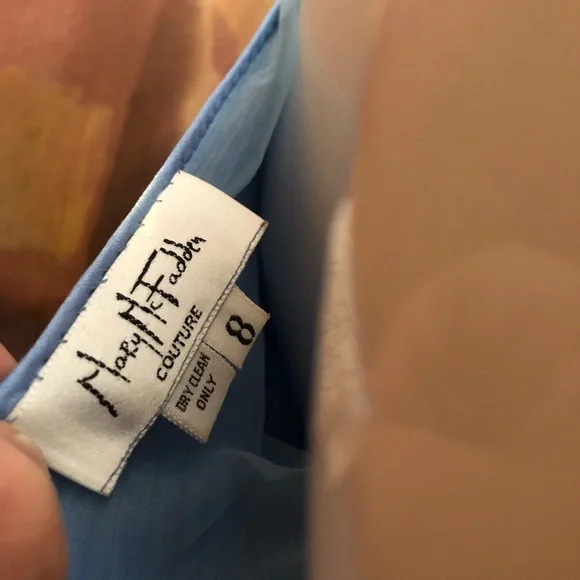 Mary McFadden
COUTURE
8
DRY CLEAN
ONLY